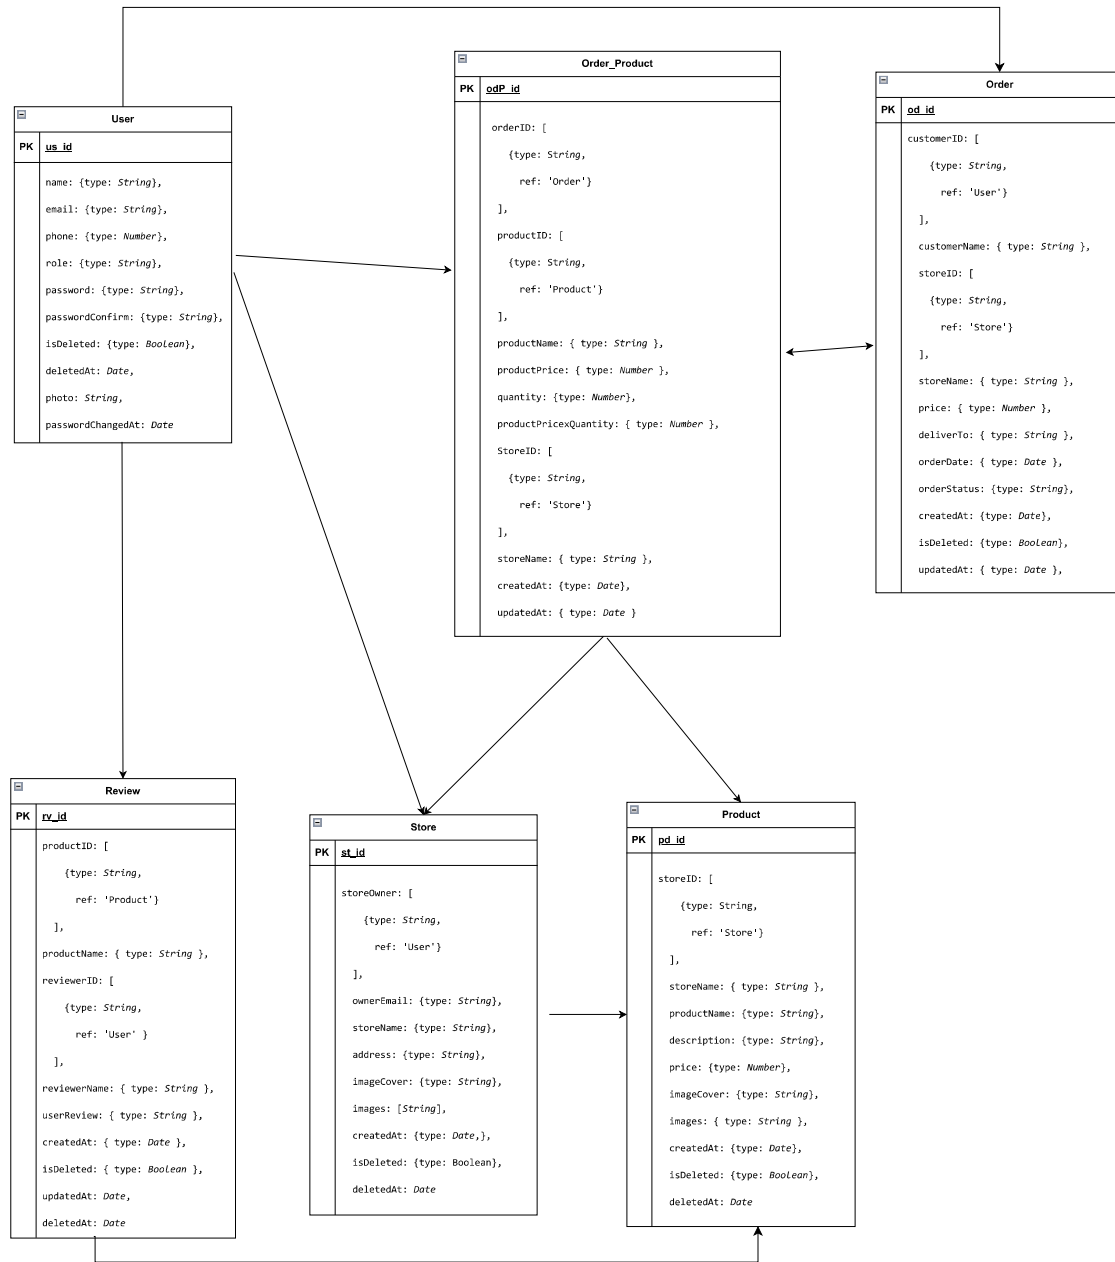 User
PK us_id
name: {type: String},
email: {type: String},
phone: {type: Number},
role: {type: String},
password: {type: String},
passwordConfirm: {type: String},
isDeleted: {type: Boolean},
deletedAt: Date,
photo: String,
passwordChangedAt: Date
Order_Product
PK odP_id
orderID: [
{type: String,
ref: 'Order'}
],
productID: [
{type: String,
ref: 'Product'}
],
productName: { type: String },
productPrice: { type: Number },
quantity: {type: Number},
productPricexQuantity: { type: Number },
StoreID: [
{type: String,
ref: 'Store'}
],
storeName: { type: String },
createdAt: {type: Date},
updatedAt: { type: Date }
Order
PK od_id
customerID: [
{type: String,
ref: 'User'}
],
customerName: { type: String },
storeID: [
{type: String,
ref: 'Store'}
],
storeName: { type: String },
price: { type: Number },
deliverTo: { type: String },
orderDate: { type: Date },
orderStatus: {type: String},
createdAt: {type: Date},
isDeleted: {type: Boolean},
updatedAt: { type: Date },
Review
PK rv_id
productID: [
{type: String,
ref: 'Product'}
],
productName: { type: String },
reviewerID: [
{type: String,
ref: 'User' }
],
reviewerName: { type: String },
userReview: { type: String },
createdAt: { type: Date },
isDeleted: { type: Boolean },
updatedAt: Date,
deletedAt: Date
Store
PK st_id
storeOwner: [
{type: String,
ref: 'User'}
],
ownerEmail: {type: String},
storeName: {type: String},
address: {type: String},
imageCover: {type: String},
images: [String],
createdAt: {type: Date,},
isDeleted: {type: Boolean},
deletedAt: Date
Product
PK pd_id
storeID: [
{type: String,
ref: 'Store'}
],
storeName: { type: String },
productName: {type: String},
description: {type: String},
price: {type: Number},
imageCover: {type: String},
images: { type: String },
createdAt: {type: Date},
isDeleted: {type: Boolean},
deletedAt: Date